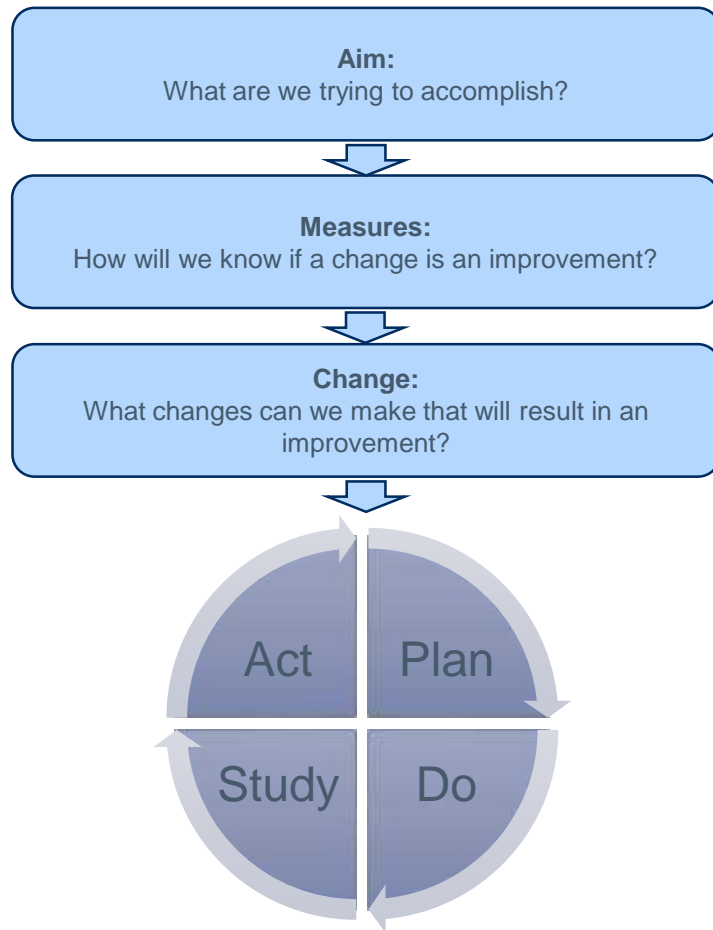 Aim:
What are we trying to accomplish?
Measures:
How will we know if a change is an improvement?
Change:
What changes can we make that will result in an
improvement?
Act
Plan
Study
Do